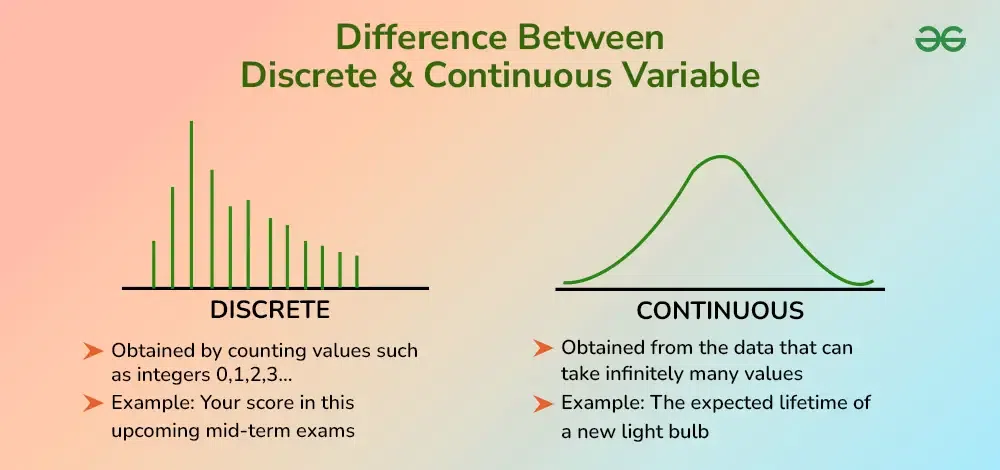 Difference Between
Discrete & Continuous Variable
DISCRETE
Obtained by counting values such
as integers 0,1,2,3...
Example: Your score in this
upcoming mid-term exams
CONTINUOUS
Obtained from the data that can
take infinitely many values
Example: The expected lifetime of
a new light bulb